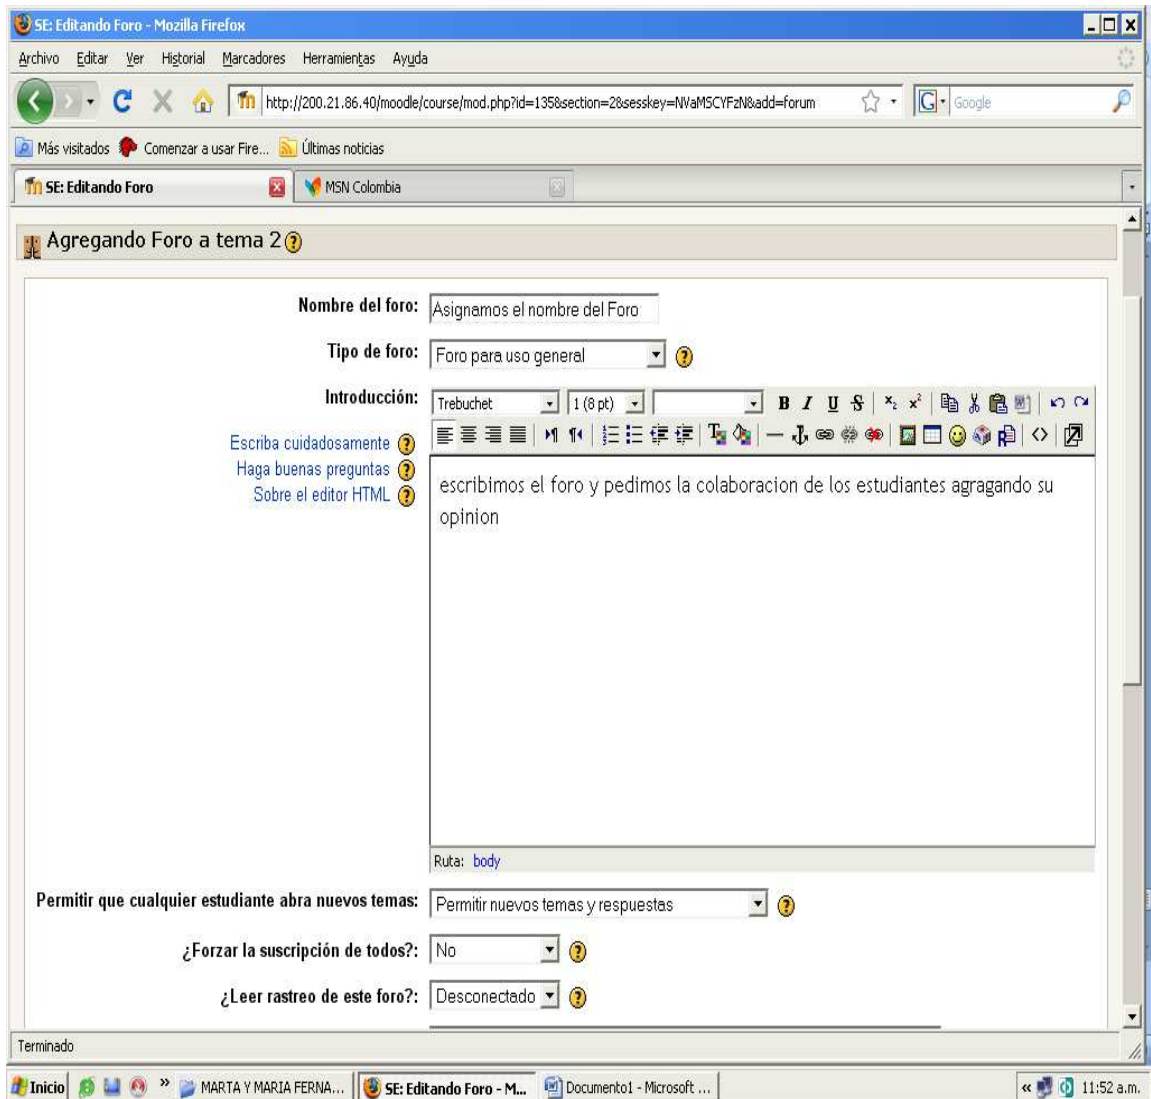 SE: Editando Foro - Mozilla Firefox
Archivo Editar Ver Historial Marcadores Herramientas Ayuda
http://200.21.86.40/moodle/course/mod.php?id=135&section=2&sesskey=NVaMSCYFzN&add=forum
Google
Más visitados Comenzar a usar Fire... Últimas noticias
SE: Editando Foro MSN Colombia
Agregando Foro a tema 2
Nombre del foro: Asignamos el nombre del Foro
Tipo de foro: Foro para uso general
Introducción: Trebuchet 1 (8 pt)
Escriba cuidadosamente
Haga buenas preguntas
Sobre el editor HTML
escribimos el foro y pedimos la colaboracion de los estudiantes agragando su
opinion
Ruta: body
Permitir que cualquier estudiante abra nuevos temas: Permitir nuevos temas y respuestas
¿Forzar la suscripción de todos?: No
¿Leer rastreo de este foro?: Desconectado
Terminado
Inicio MARTA Y MARIA FERNA... SE: Editando Foro - M... Documento1 - Microsoft ... 11:52 a.m.